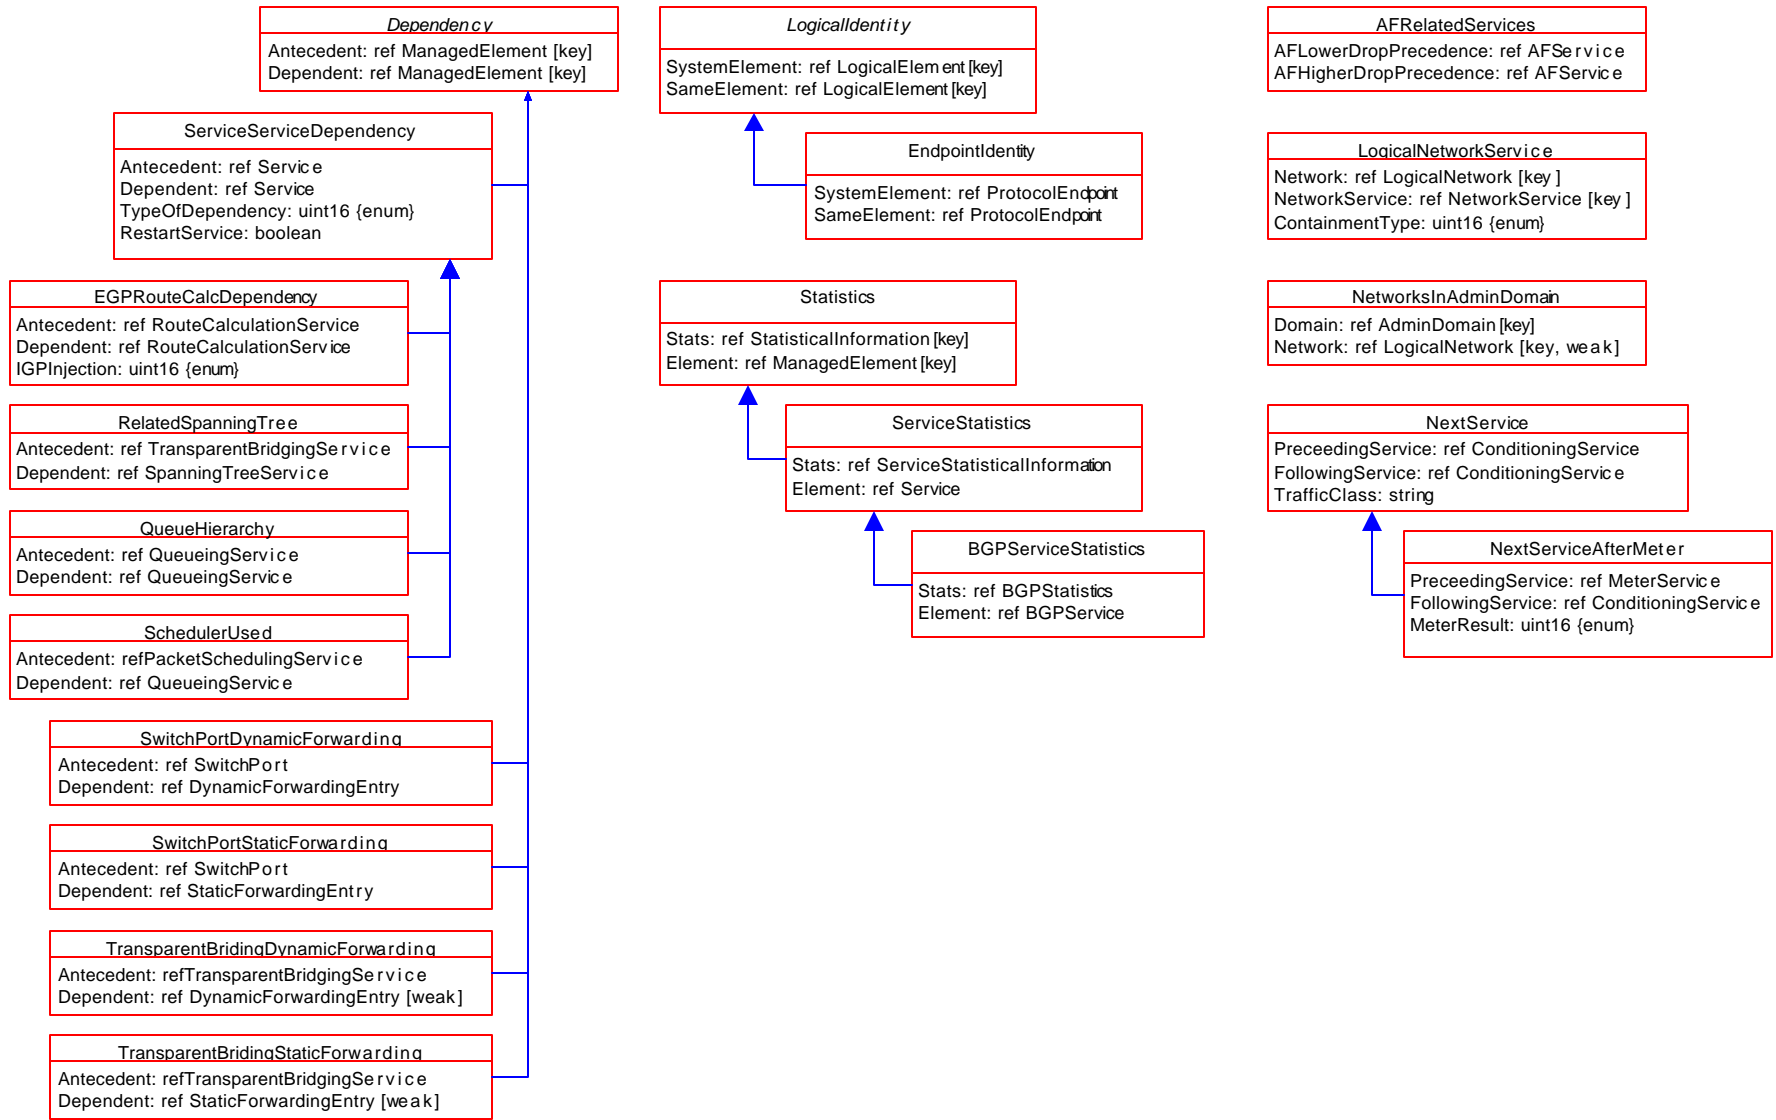 Dependency
Antecedent: ref ManagedElement [key]
Dependent: ref ManagedElement [key]
ServiceServiceDependency
Antecedent: ref Service
Dependent: ref Service
TypeOfDependency: uint16 {enum}
RestartService: boolean
EGPRouteCalcDependency
Antecedent: ref RouteCalculationService
Dependent: ref RouteCalculationService
IGPInjection: uint16 {enum}
RelatedSpanningTree
Antecedent: ref TransparentBridgingService
Dependent: ref SpanningTreeService
QueueHierarchy
Antecedent: ref QueueingService
Dependent: ref QueueingService
SchedulerUsed
Antecedent: refPacketSchedulingService
Dependent: ref QueueingService
SwitchPortDynamicForwarding
Antecedent: ref SwitchPort
Dependent: ref DynamicForwardingEntry
SwitchPortStaticForwarding
Antecedent: ref SwitchPort
Dependent: ref StaticForwardingEntry
TransparentBridingDynamicForwarding
Antecedent: refTransparentBridgingService
Dependent: ref DynamicForwardingEntry [weak]
TransparentBridingStaticForwarding
Antecedent: refTransparentBridgingService
Dependent: ref StaticForwardingEntry [weak]
LogicalIdentity
SystemElement: ref LogicalElement [key]
SameElement: ref LogicalElement [key]
EndpointIdentity
SystemElement: ref ProtocolEndpoint
SameElement: ref ProtocolEndpoint
Statistics
Stats: ref StatisticalInformation [key]
Element: ref ManagedElement [key]
ServiceStatistics
Stats: ref ServiceStatisticalInformation
Element: ref Service
BGPServiceStatistics
Stats: ref BGPStatistics
Element: ref BGPService
AFRelatedServices
AFLowerDropPrecedence: ref AFService
AFHigherDropPrecedence: ref AFService
LogicalNetworkService
Network: ref LogicalNetwork [key]
NetworkService: ref NetworkService [key]
ContainmentType: uint16 {enum}
NetworksInAdminDomain
Domain: ref AdminDomain [key]
Network: ref LogicalNetwork [key, weak]
NextService
PreceedingService: ref ConditioningService
FollowingService: ref ConditioningService
TrafficClass: string
NextServiceAfterMeter
PreceedingService: ref MeterService
FollowingService: ref ConditioningService
MeterResult: uint16 {enum}